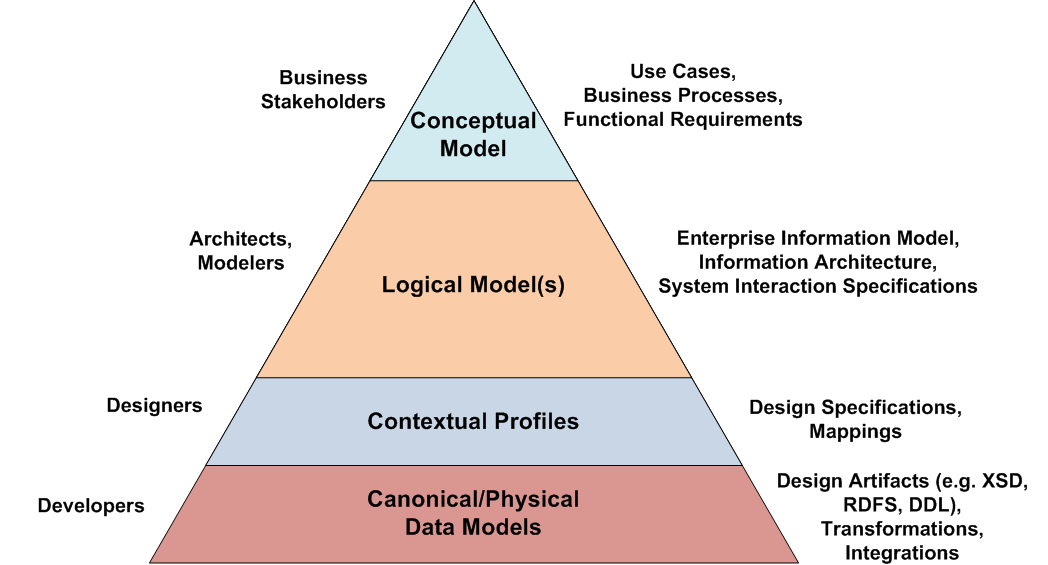 Business
Stakeholders
Conceptual
Model
Use Cases,
Business Processes,
Functional Requirements
Architects,
Modelers
Logical Model(s)
Enterprise Information Model,
Information Architecture,
System Interaction Specifications
Designers
Contextual Profiles
Design Specifications,
Mappings
Developers
Canonical/Physical
Data Models
Design Artifacts (e.g. XSD,
RDFS, DDL),
Transformations,
Integrations